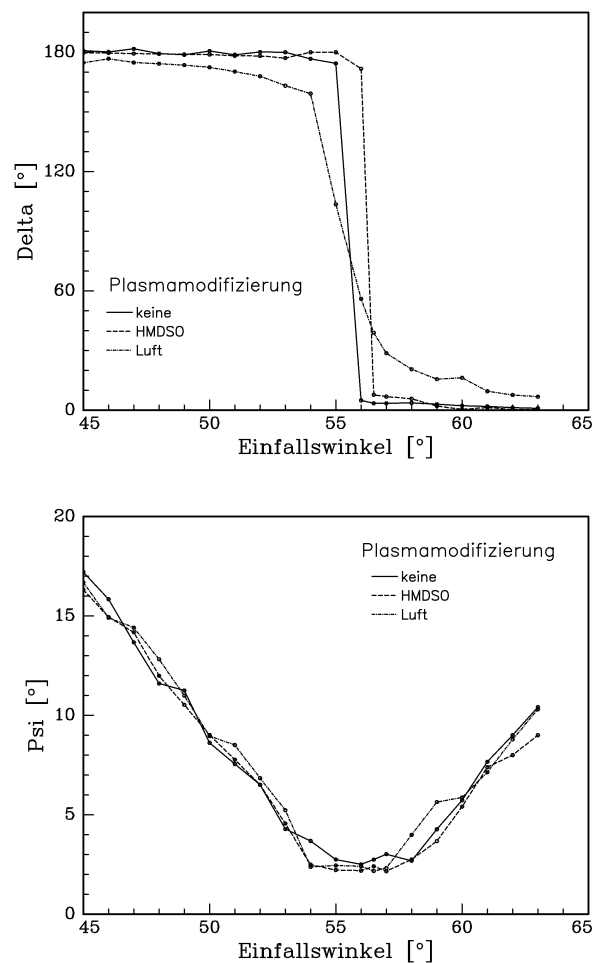 180
120
60
0
Delta [°]
Plasmamodifizierung
keine
HMDSO
Luft
45 50 55 60 65
Einfallswinkel [°]
20
15
10
5
0
Psi [°]
Plasmamodifizierung
keine
HMDSO
Luft
45 50 55 60 65
Einfallswinkel [°]